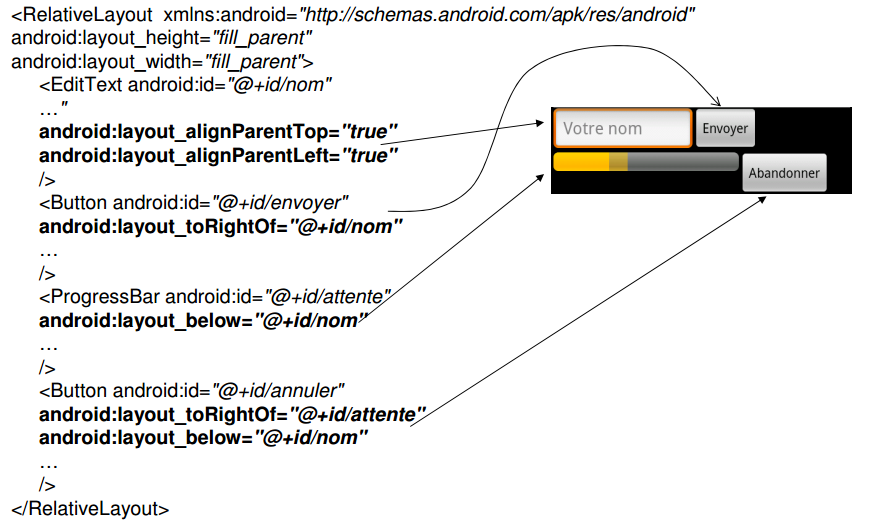 <RelativeLayout xmlns:android="http://schemas.android.com/apk/res/android"
android:layout_height="fill_parent"
android:layout_width="fill_parent">
<EditText android:id="@+id/nom"
…"
android:layout_alignParentTop="true"
android:layout_alignParentLeft="true"
/>
<Button android:id="@+id/envoyer"
android:layout_toRightOf="@+id/nom"
…
/>
<ProgressBar android:id="@+id/attente"
android:layout_below="@+id/nom"
…
/>
<Button android:id="@+id/annuler"
android:layout_toRightOf="@+id/attente"
android:layout_below="@+id/nom"
…
/>
</RelativeLayout>
Votre nom
Envoyer
Abandonner